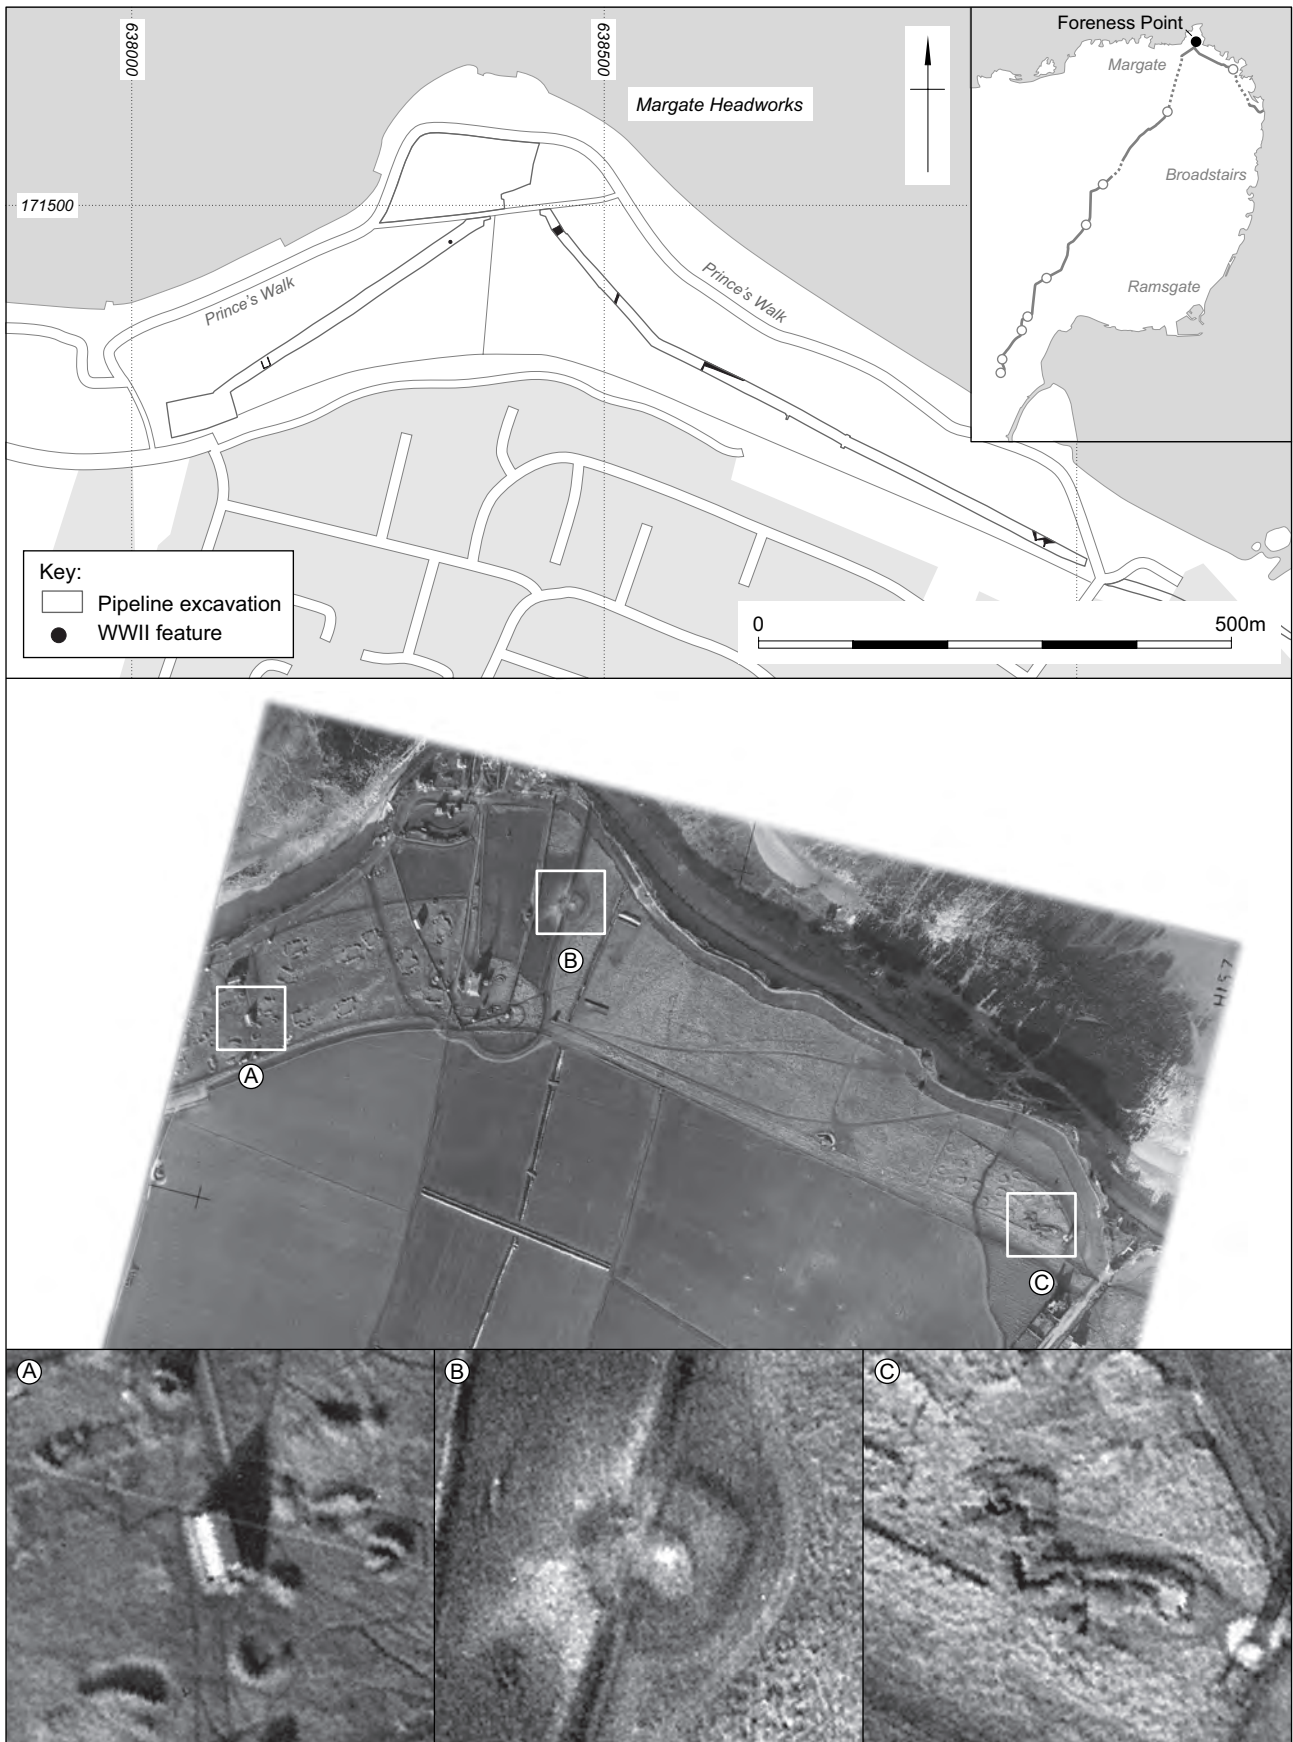 638000
638500
Margate Headworks
171500
Prince's Walk
Prince's Walk
Foreness Point
Margate
Broadstairs
Ramsgate
Key:
Pipeline excavation
WWII feature
0
500m
H157
A
B
C
A
B
C